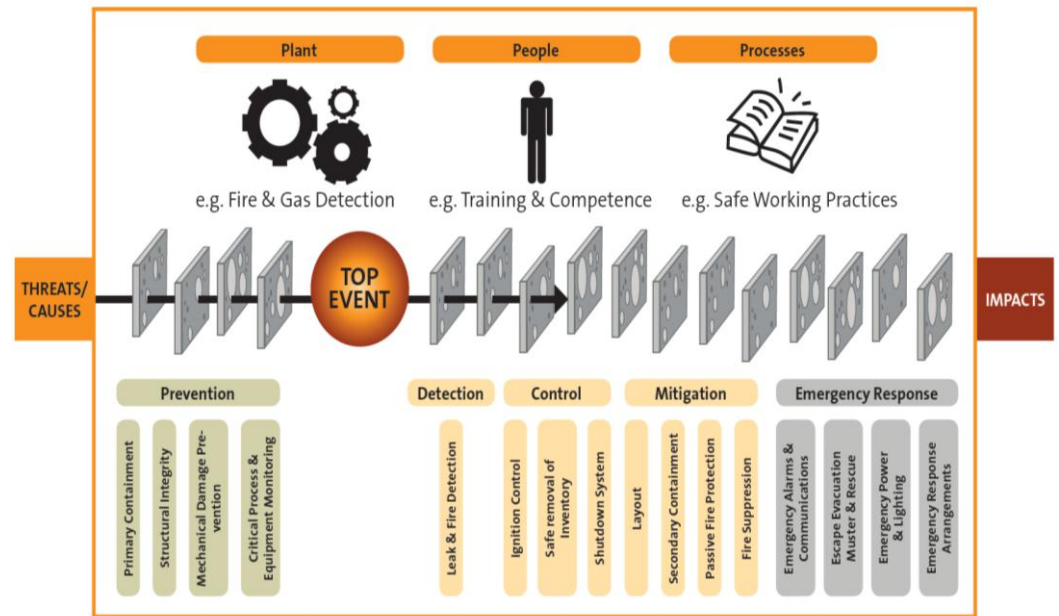 Plant
People
Processes
e.g. Fire & Gas Detection
e.g. Training & Competence
e.g. Safe Working Practices
THREATS/
CAUSES
TOP
EVENT
IMPACTS
Prevention
Detection
Control
Mitigation
Emergency Response
Primary Containment
Structural Integrity
Mechanical Damage Pre-
vention
Critical Process &
Equipment Monitoring
Leak & Fire Detection
Ignition Control
Safe removal of
Inventory
Shutdown System
Layout
Secondary Containment
Passive Fire Protection
Fire Suppression
Emergency Alarms &
Communications
Escape Evacuation
Muster & Rescue
Emergency Power
& Lighting
Emergency Response
Arrangements